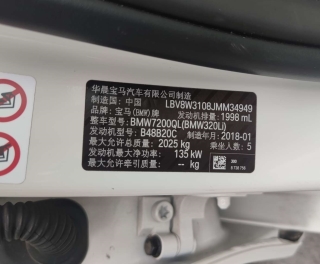 华晨宝马汽车有限公司制造
制造国: 中国 LBV8W3108JMM34949
品牌: 宝马(BMW)牌 发动机排量: 1998 mL
整车型号: BMW7200QL(BMW320Li)
发动机型号: B48B20C 制造年月: 2018-01
最大允许总质量: 2025 kg 乘坐人数: 5
发动机最大净功率: 135 kW
最大允许牵引质量: -- kg